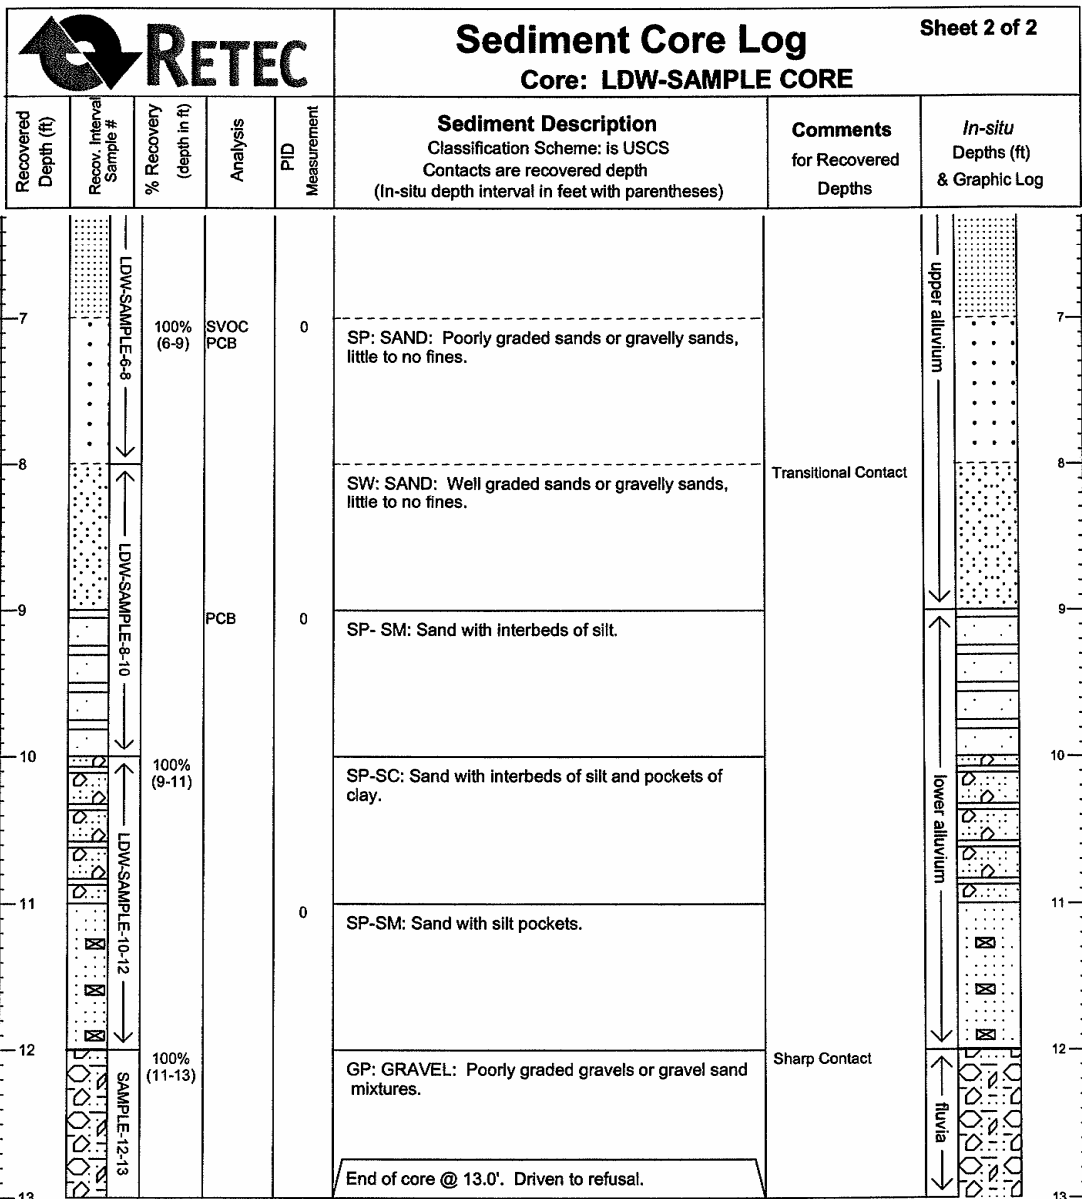 RETEC
Sediment Core Log
Core: LDW-SAMPLE CORE
Sheet 2 of 2
Recovered
Depth (ft)
Recov. Interval
Sample #
% Recovery
(depth in ft)
Analysis
PID
Measurement
Sediment Description
Classification Scheme: is USCS
Contacts are recovered depth
(In-situ depth interval in feet with parentheses)
Comments
for Recovered
Depths
In-situ
Depths (ft)
& Graphic Log
LDW-SAMPLE-6-8
upper alluvium
7
100%
(6-9)
SVOC
PCB
0
SP: SAND: Poorly graded sands or gravelly sands,
little to no fines.
7
8
SW: SAND: Well graded sands or gravelly sands,
little to no fines.
Transitional Contact
8
LDW-SAMPLE-8-10
9
PCB
0
SP- SM: Sand with interbeds of silt.
9
10
100%
(9-11)
SP-SC: Sand with interbeds of silt and pockets of
clay.
10
LDW-SAMPLE-10-12
lower alluvium
11
0
SP-SM: Sand with silt pockets.
11
12
100%
(11-13)
GP: GRAVEL: Poorly graded gravels or gravel sand
mixtures.
Sharp Contact
12
SAMPLE-12-13
fluvia
End of core @ 13.0'. Driven to refusal.
13
13